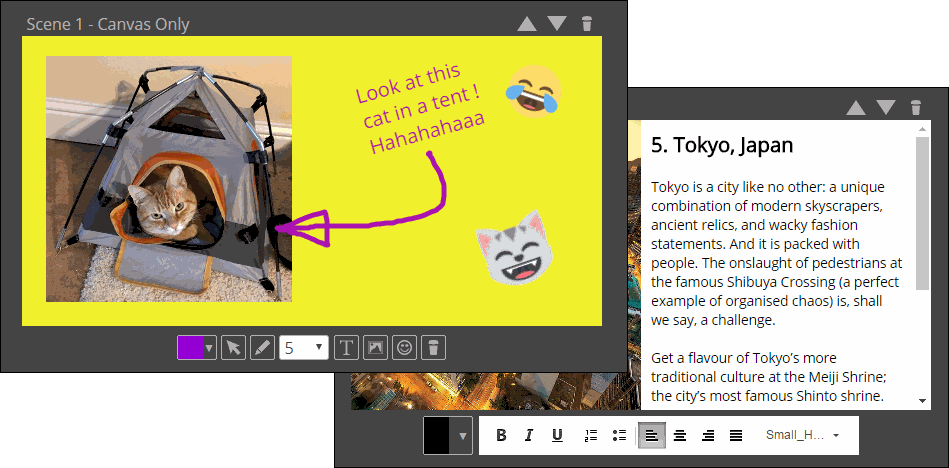 Scene 1 - Canvas Only
Look at this
cat in a tent !
Hahahahaaa
5
T
5. Tokyo, Japan
Tokyo is a city like no other: a unique
combination of modern skyscrapers,
ancient relics, and wacky fashion
statements. And it is packed with
people. The onslaught of pedestrians at
the famous Shibuya Crossing (a perfect
example of organised chaos) is, shall
we say, a challenge.
Get a flavour of Tokyo's more
traditional culture at the Meiji Shrine;
the city's most famous Shinto shrine.
B I U Small_H...